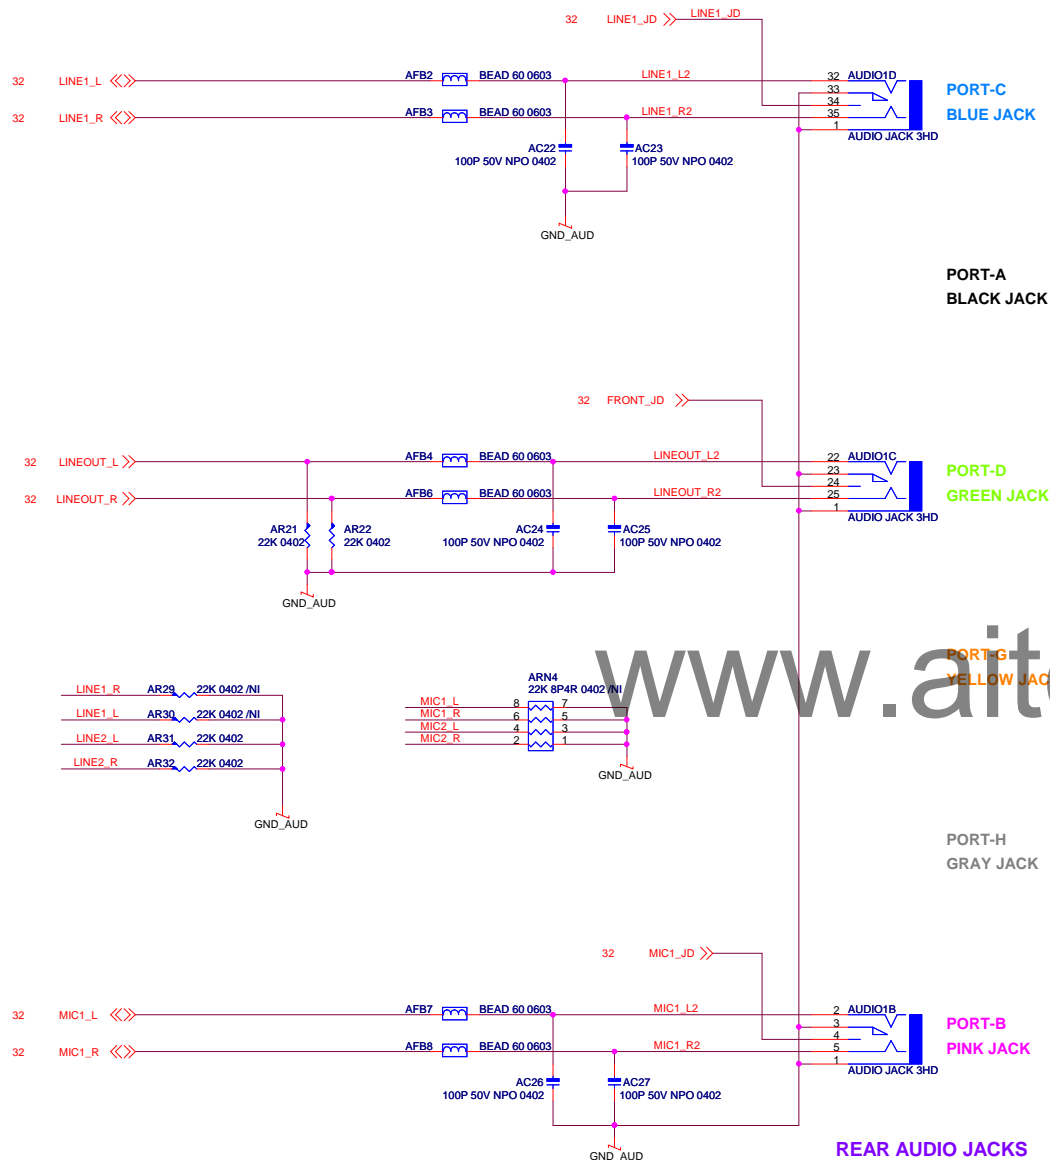 32 LINE1_JD LINE1_JD
32 LINE1_L AFB2 BEAD 60 0603 LINE1_L2 32 AUDIO1D
33
34
32 LINE1_R AFB3 BEAD 60 0603 LINE1_R2 35
1
AUDIO JACK 3HD
PORT-C
BLUE JACK
AC22
100P 50V NPO 0402
AC23
100P 50V NPO 0402
GND_AUD
PORT-A
BLACK JACK
32 FRONT_JD
32 LINEOUT_L AFB4 BEAD 60 0603 LINEOUT_L2 22 AUDIO1C
23
24
32 LINEOUT_R AFB6 BEAD 60 0603 LINEOUT_R2 25
1
AUDIO JACK 3HD
PORT-D
GREEN JACK
AR21
22K 0402
AR22
22K 0402
AC24
100P 50V NPO 0402
AC25
100P 50V NPO 0402
GND_AUD
PORT-G
YELLOW JAC
www.ait
LINE1_R AR29 22K 0402 /NI
LINE1_L AR30 22K 0402 /NI
LINE2_L AR31 22K 0402
LINE2_R AR32 22K 0402
GND_AUD
ARN4
22K 8P4R 0402 /NI
MIC1_L 8 7
MIC1_R 6 5
MIC2_L 4 3
MIC2_R 2 1
GND_AUD
PORT-H
GRAY JACK
32 MIC1_JD
32 MIC1_L AFB7 BEAD 60 0603 MIC1_L2 2 AUDIO1B
3
4
32 MIC1_R AFB8 BEAD 60 0603 MIC1_R2 5
1
AUDIO JACK 3HD
PORT-B
PINK JACK
AC26
100P 50V NPO 0402
AC27
100P 50V NPO 0402
GND_AUD
REAR AUDIO JACKS